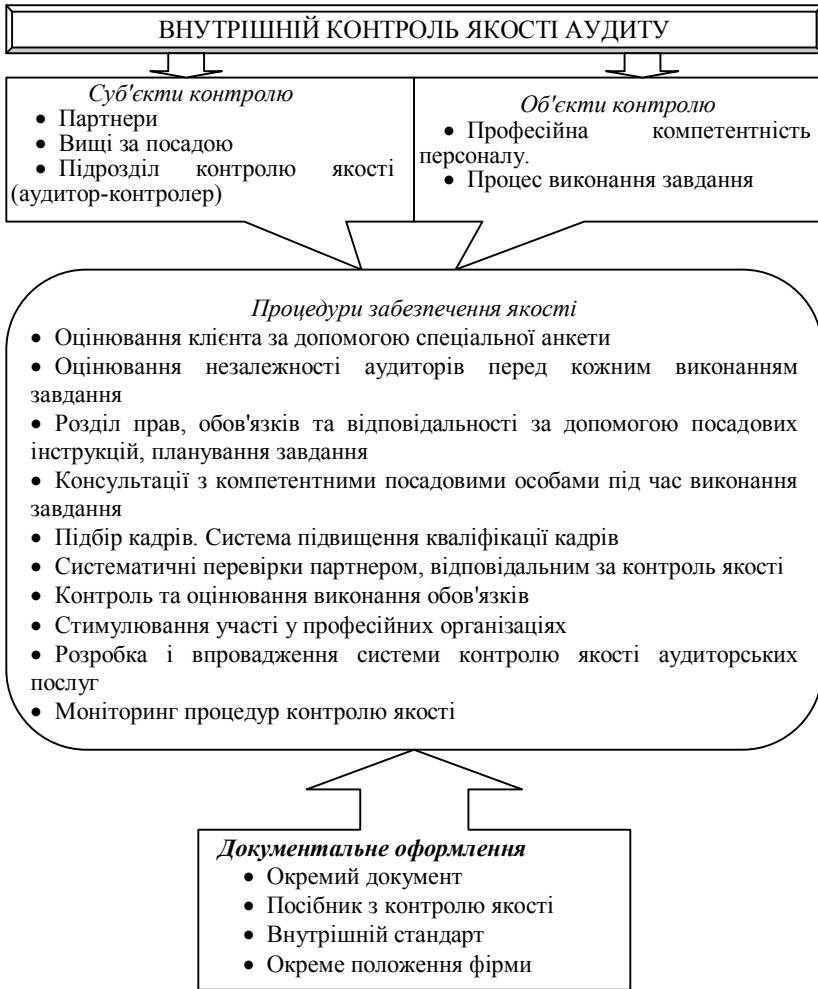 ВНУТРІШНІЙ КОНТРОЛЬ ЯКОСТІ АУДИТУ
Суб'єкти контролю
• Партнери
• Вищі за посадою
• Підрозділ контролю якості
(аудитор-контролер)
Об'єкти контролю
• Професійна компетентність
персоналу.
• Процес виконання завдання
Процедури забезпечення якості
• Оцінювання клієнта за допомогою спеціальної анкети
• Оцінювання незалежності аудиторів перед кожним виконанням
завдання
• Розділ прав, обов'язків та відповідальності за допомогою посадових
інструкцій, планування завдання
• Консультації з компетентними посадовими особами під час виконання
завдання
• Підбір кадрів. Система підвищення кваліфікації кадрів
• Систематичні перевірки партнером, відповідальним за контроль якості
• Контроль та оцінювання виконання обов'язків
• Стимулювання участі у професійних організаціях
• Розробка і впровадження системи контролю якості аудиторських
послуг
• Моніторинг процедур контролю якості
Документальне оформлення
• Окремий документ
• Посібник з контролю якості
• Внутрішній стандарт
• Окреме положення фірми